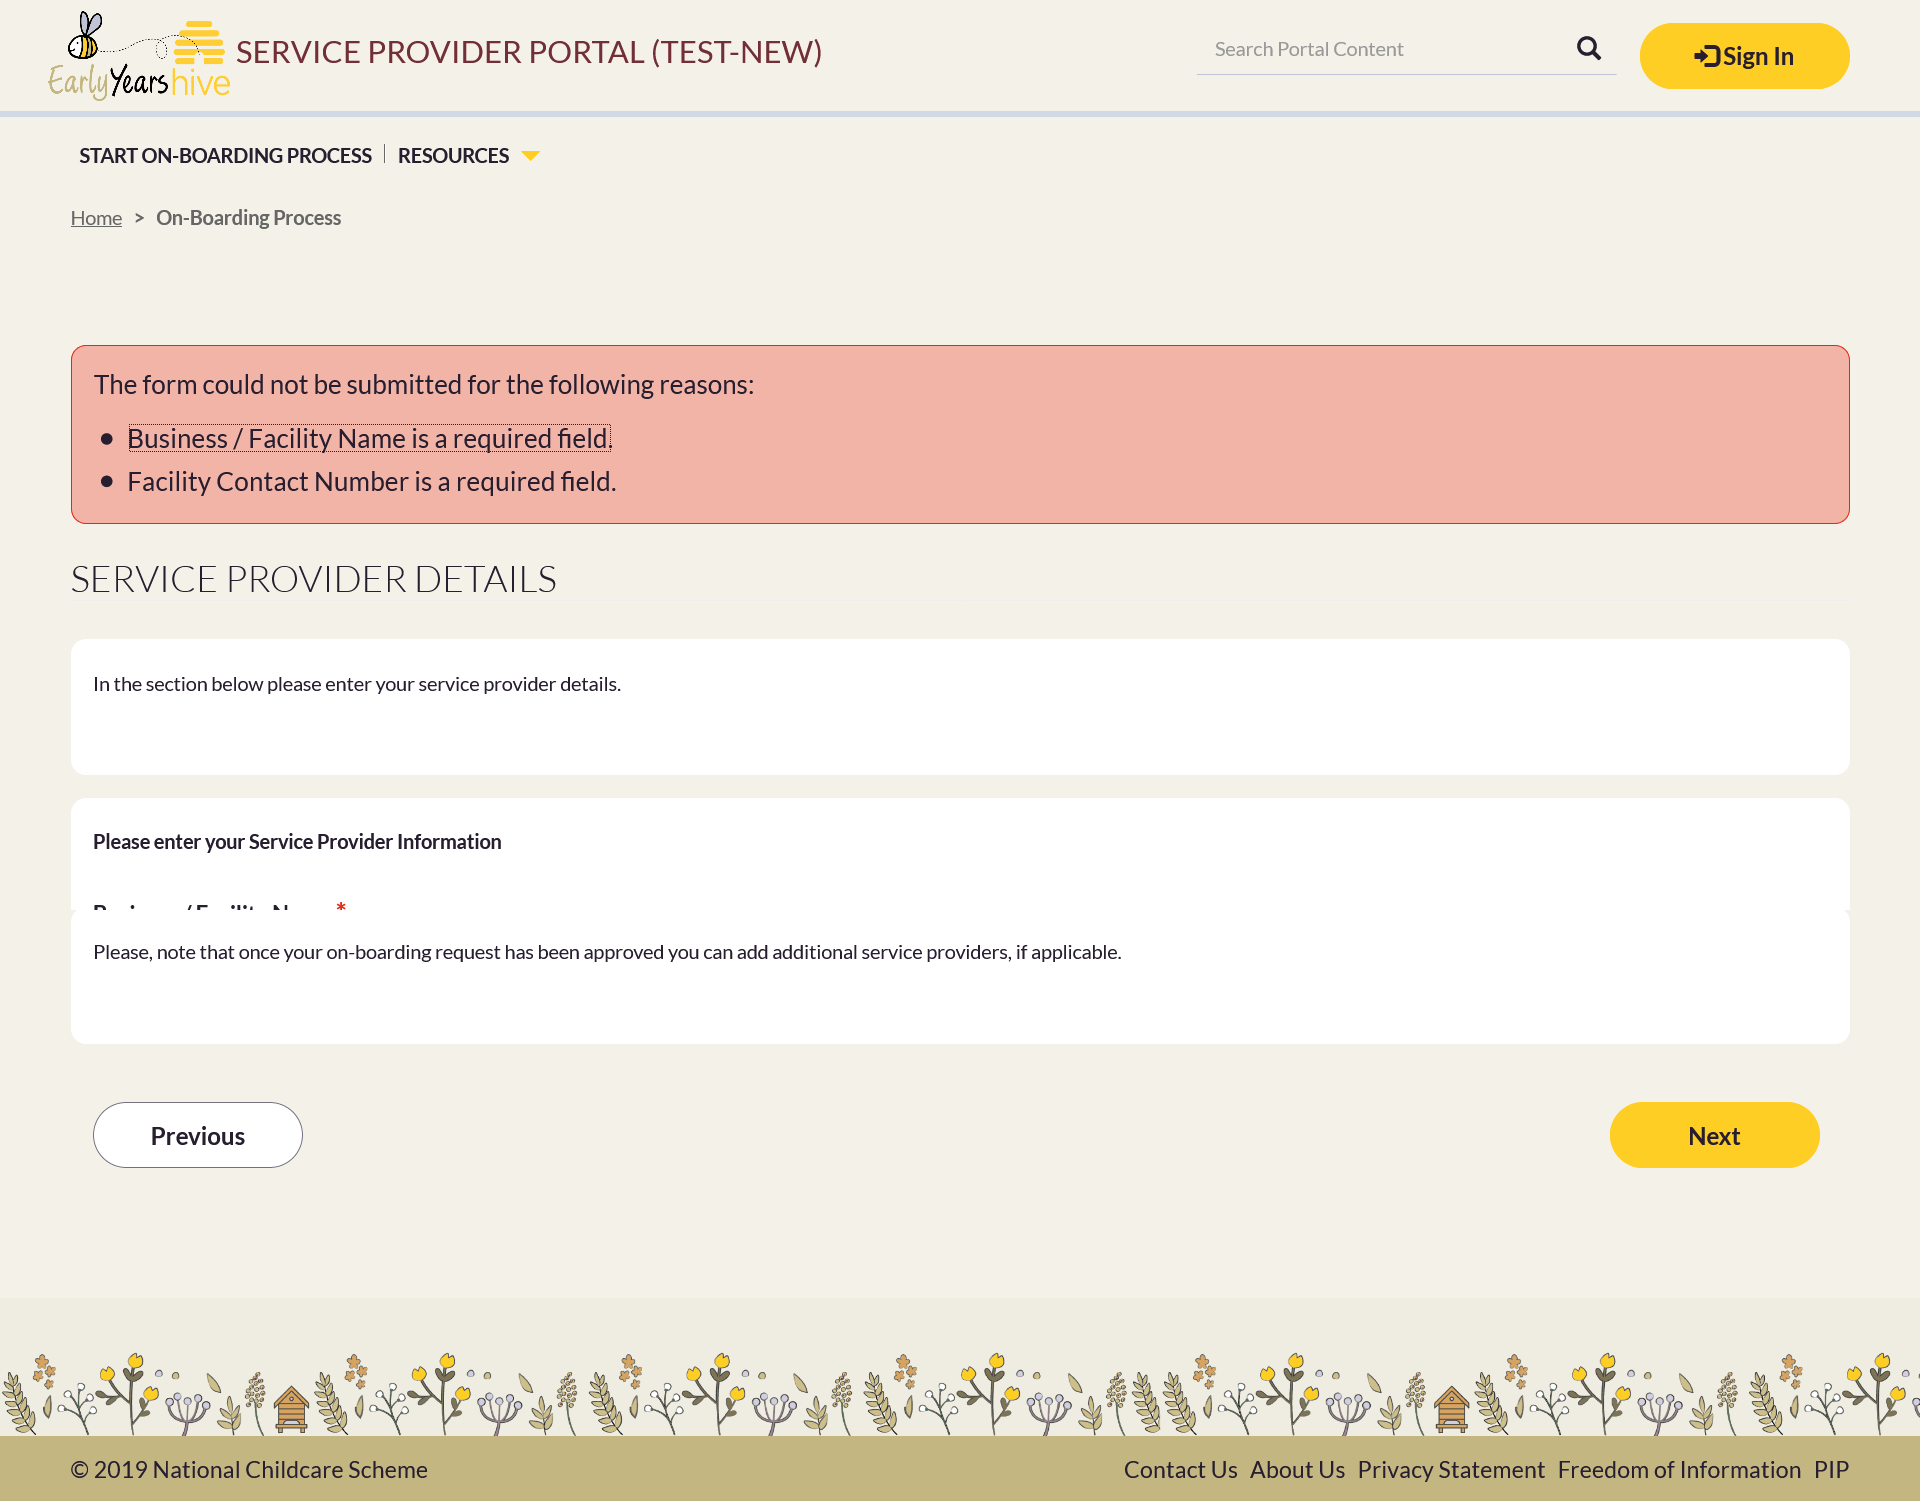 Early Years hive
SERVICE PROVIDER PORTAL (TEST-NEW)
Search Portal Content
Sign In
START ON-BOARDING PROCESS
RESOURCES
Home > On-Boarding Process
The form could not be submitted for the following reasons:
Business / Facility Name is a required field.
Facility Contact Number is a required field.
SERVICE PROVIDER DETAILS
In the section below please enter your service provider details.
Please enter your Service Provider Information
Business / Facility Name *
Please, note that once your on-boarding request has been approved you can add additional service providers, if applicable.
Previous
Next
© 2019 National Childcare Scheme
Contact Us About Us Privacy Statement Freedom of Information PIP